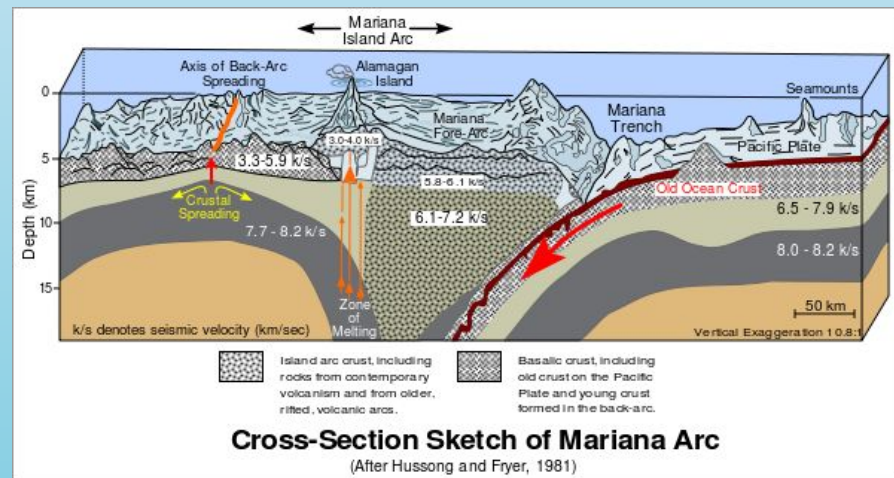 Mariana
Island Arc
Axis of Back-Arc
Spreading
Alamagan
Island
Seamounts
0
Mariana
Fore-Arc
Mariana
Trench
3.0-4.0 k/s
Pacific Plate
5
3.3-5.9 k/s
5.8-6.1 k/s
Old Ocean Crust
Crustal
Spreading
6.1-7.2 k/s
6.5 - 7.9 k/s
Depth (km)
10
7.7 - 8.2 k/s
8.0 - 8.2 k/s
15
Zone
of
Melting
50 km
k/s denotes seismic velocity (km/sec)
Vertical Exaggeration 10.8:1
Island arc crust, including
rocks from contemporary
volcanism and from older,
rifted, volcanic arcs.
Basalic crust, including
old crust on the Pacific
Plate and young crust
formed in the back-arc.
Cross-Section Sketch of Mariana Arc
(After Hussong and Fryer, 1981)